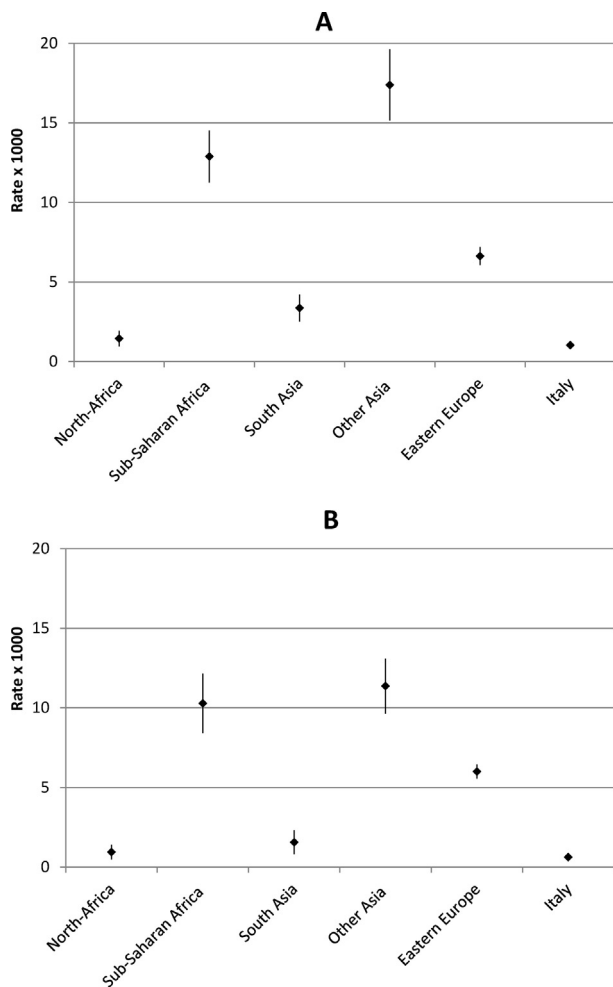 A
Rate x 1000
20
15
10
5
0
North-Africa
Sub-Saharan Africa
South Asia
Other Asia
Eastern Europe
Italy
B
Rate x 1000
20
15
10
5
0
North-Africa
Sub-Saharan Africa
South Asia
Other Asia
Eastern Europe
Italy